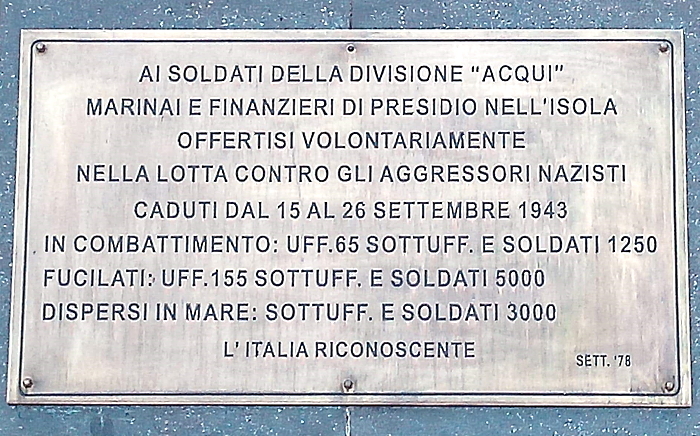 AI SOLDATI DELLA DIVISIONE "ACQUI"
MARINAI E FINANZIERI DI PRESIDIO NELL'ISOLA
OFFERTISI VOLONTARIAMENTE
NELLA LOTTA CONTRO GLI AGGRESSORI NAZISTI
CADUTI DAL 15 AL 26 SETTEMBRE 1943
IN COMBATTIMENTO: UFF.65 SOTTUFF. E SOLDATI 1250
FUCILATI: UFF.155 SOTTUFF. E SOLDATI 5000
DISPERSI IN MARE: SOTTUFF. E SOLDATI 3000
L' ITALIA RICONOSCENTE
SETT. '78